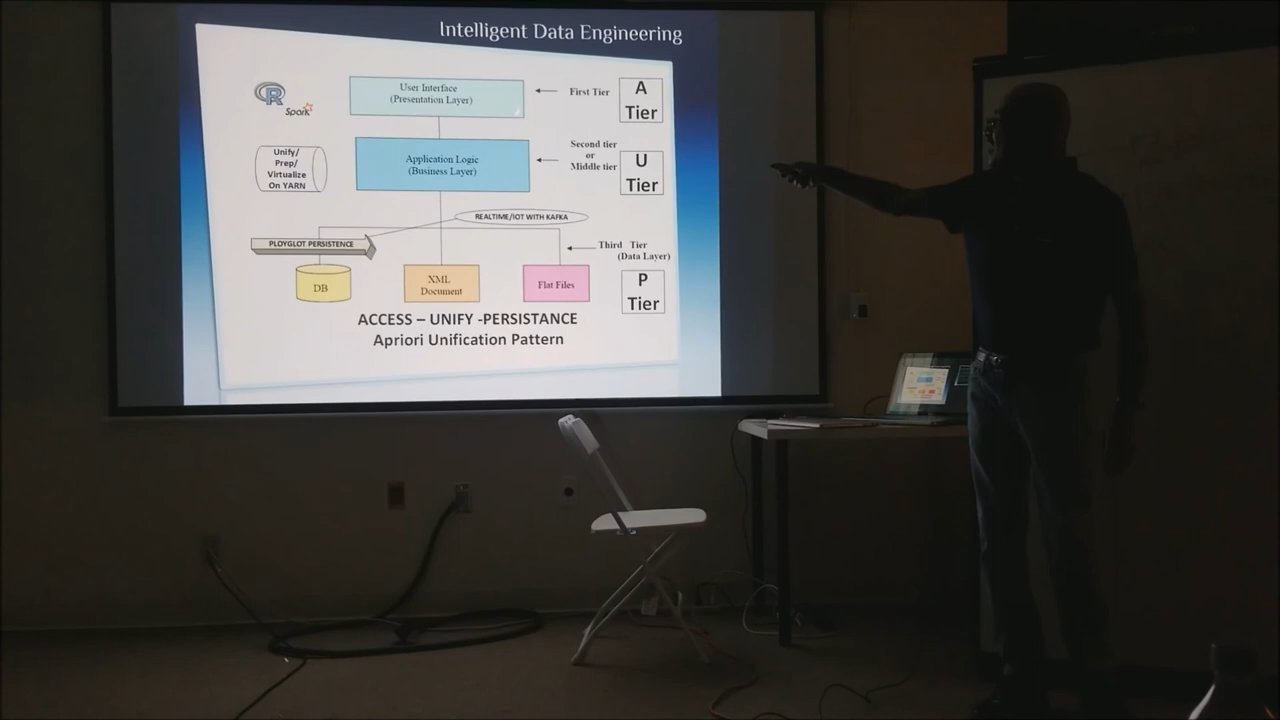 Intelligent Data Engineering
R
Spark
User Interface
(Presentation Layer)
First Tier
A
Tier
Unify/
Prep/
Virtualize
On YARN
Application Logic
(Business Layer)
Second tier
or
Middle tier
U
Tier
REALTIME/IOT WITH KAFKA
PLOYGLOT PERSISTENCE
Third Tier
(Data Layer)
DB
XML
Document
Flat Files
P
Tier
ACCESS – UNIFY -PERSISTANCE
Apriori Unification Pattern